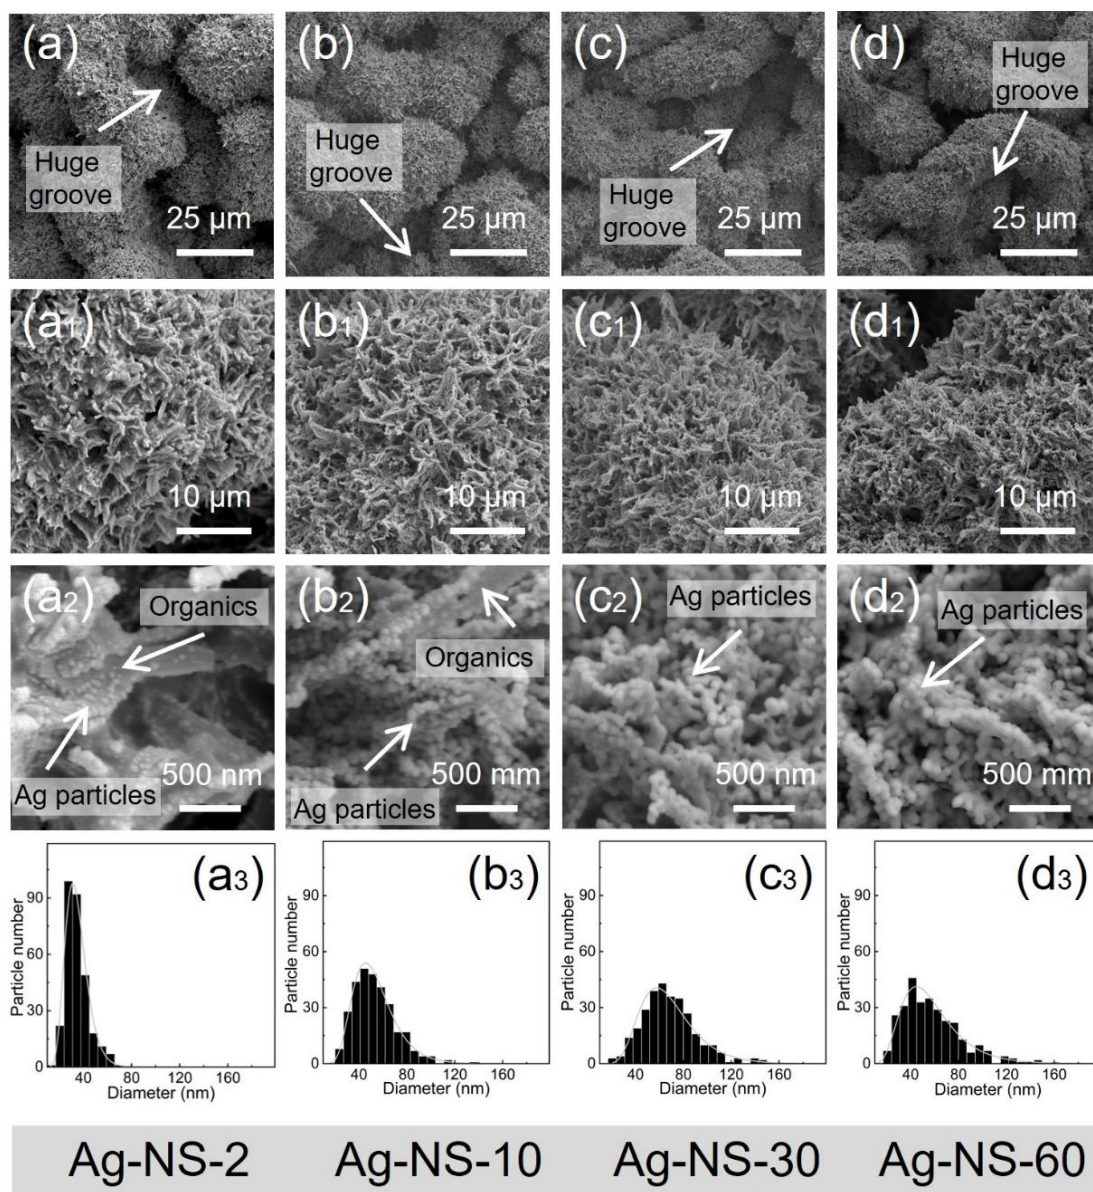 (a)
Huge
groove
25 μm
(b)
Huge
groove
25 μm
(c)
Huge
groove
25 μm
(d)
Huge
groove
25 μm
(a1)
10 μm
(b1)
10 μm
(c1)
10 μm
(d1)
10 μm
(a2)
Organics
Ag particles
500 nm
(b2)
Organics
Ag particles
500 mm
(c2)
Ag particles
500 nm
(d2)
Ag particles
500 mm
(a3)
Particle number
90
60
30
0
40 80 120 160
Diameter (nm)
(b3)
Particle number
90
60
30
0
40 80 120 160
Diameter (nm)
(c3)
Particle number
90
60
30
0
40 80 120 160
Diameter (nm)
(d3)
Particle number
90
60
30
0
40 80 120 160
Diameter (nm)
Ag-NS-2 Ag-NS-10 Ag-NS-30 Ag-NS-60